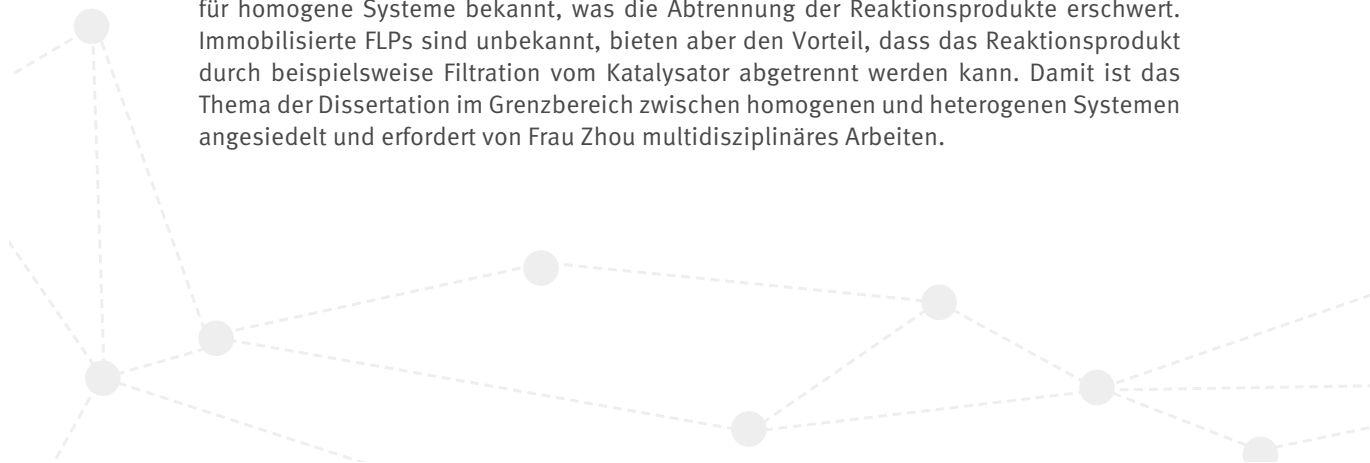 für homogene Systeme bekannt, was die Abtrennung der Reaktionsprodukte erschwert.
Immobilisierte FLPs sind unbekannt, bieten aber den Vorteil, dass das Reaktionsprodukt
durch beispielsweise Filtration vom Katalysator abgetrennt werden kann. Damit ist das
Thema der Dissertation im Grenzbereich zwischen homogenen und heterogenen Systemen
angesiedelt und erfordert von Frau Zhou multidisziplinäres Arbeiten.